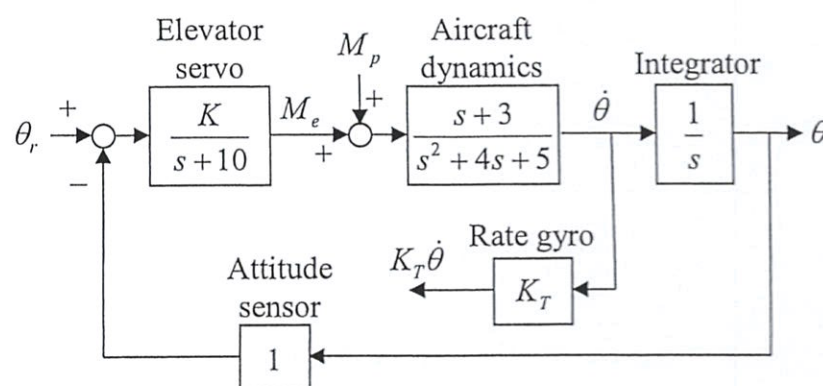 Elevator
servo
M_p
Aircraft
dynamics
Integrator
θ_r
+
−
K
s+10
M_e
+
+
s+3
s²+4s+5
θ̇
1
s
θ
Rate gyro
K_T θ̇
K_T
Attitude
sensor
1